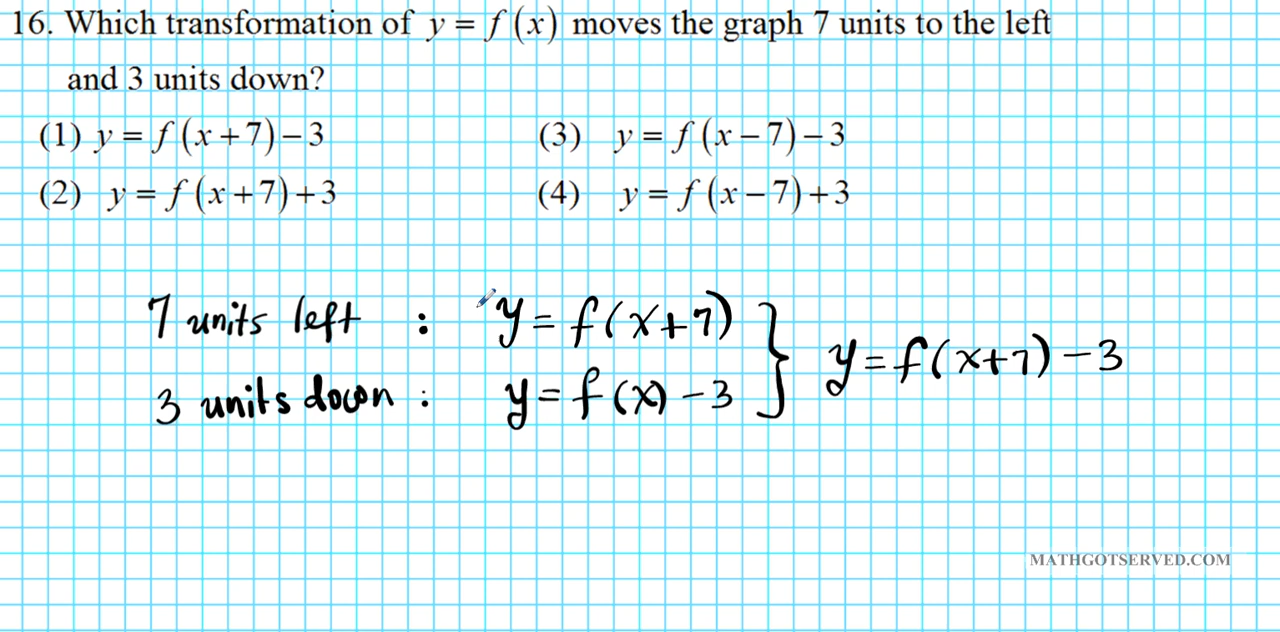 16. Which transformation of y = f (x) moves the graph 7 units to the left
and 3 units down?
(1) y = f (x + 7) − 3 (3) y = f (x − 7) − 3
(2) y = f (x + 7) + 3 (4) y = f (x − 7) + 3
7 units left : y = f(x+7)
3 units down : y = f(x) − 3
} y = f(x+7) − 3
MATHGOTSERVED.COM